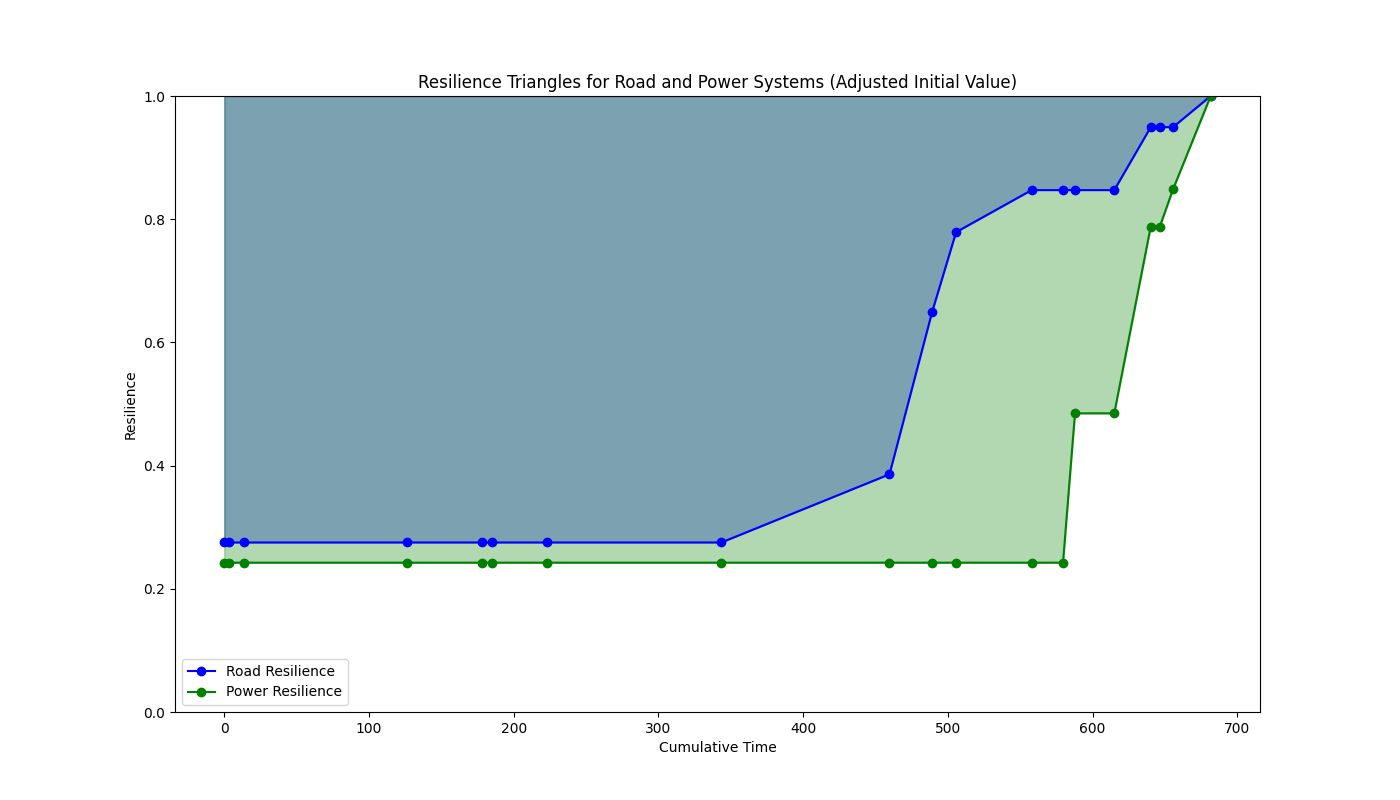 Resilience Triangles for Road and Power Systems (Adjusted Initial Value)
1.0
0.8
0.6
0.4
0.2
0.0
Resilience
Road Resilience
Power Resilience
0 100 200 300 400 500 600 700
Cumulative Time